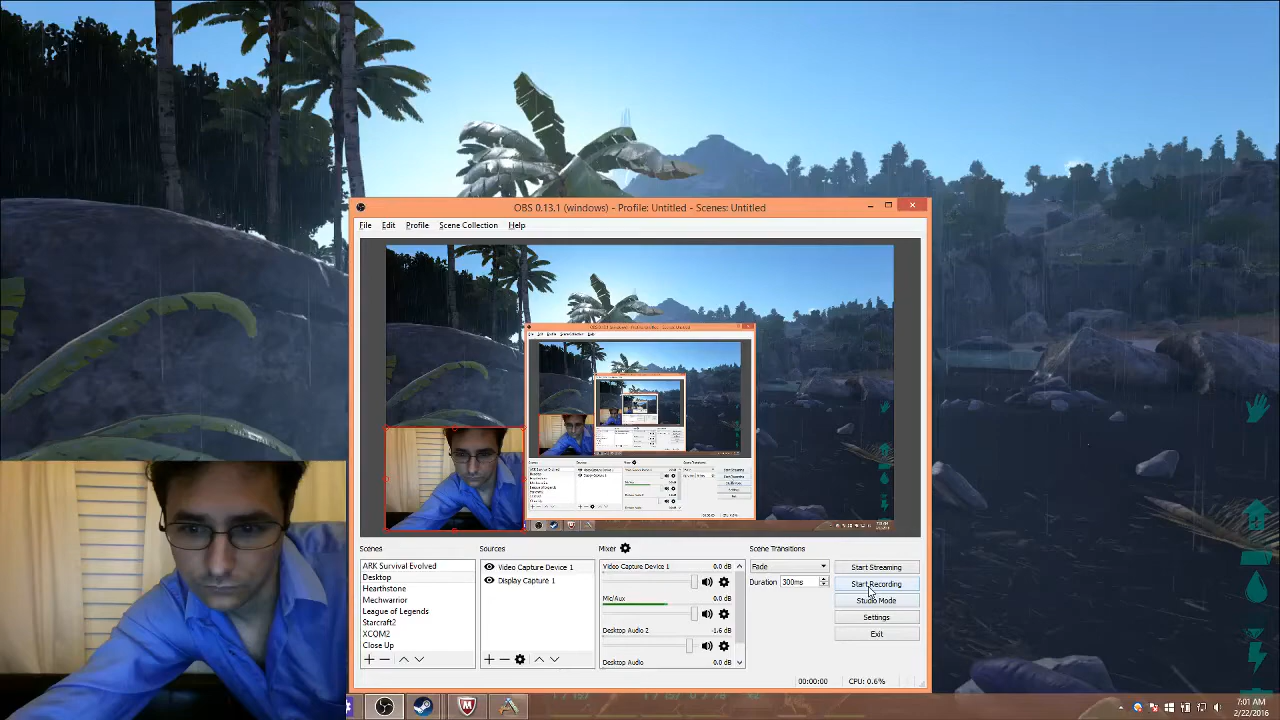 OBS 0.13.1 (windows) - Profile: Untitled - Scenes: Untitled
File Edit Profile Scene Collection Help
Scenes Sources Mixer Scene Transitions
ARK Survival Evolved
Desktop
Hearthstone
Mechwarrior
League of Legends
Starcraft2
XCOM2
Close Up
Video Capture Device 1
Display Capture 1
Video Capture Device 1 0.0 dB
Mic/Aux 0.0 dB
Desktop Audio 2 -1.6 dB
Desktop Audio 0.0 dB
Fade
Duration 300ms
Start Streaming
Start Recording
Studio Mode
Settings
Exit
00:00:00 CPU: 0.6%
7:01 AM
2/22/2016